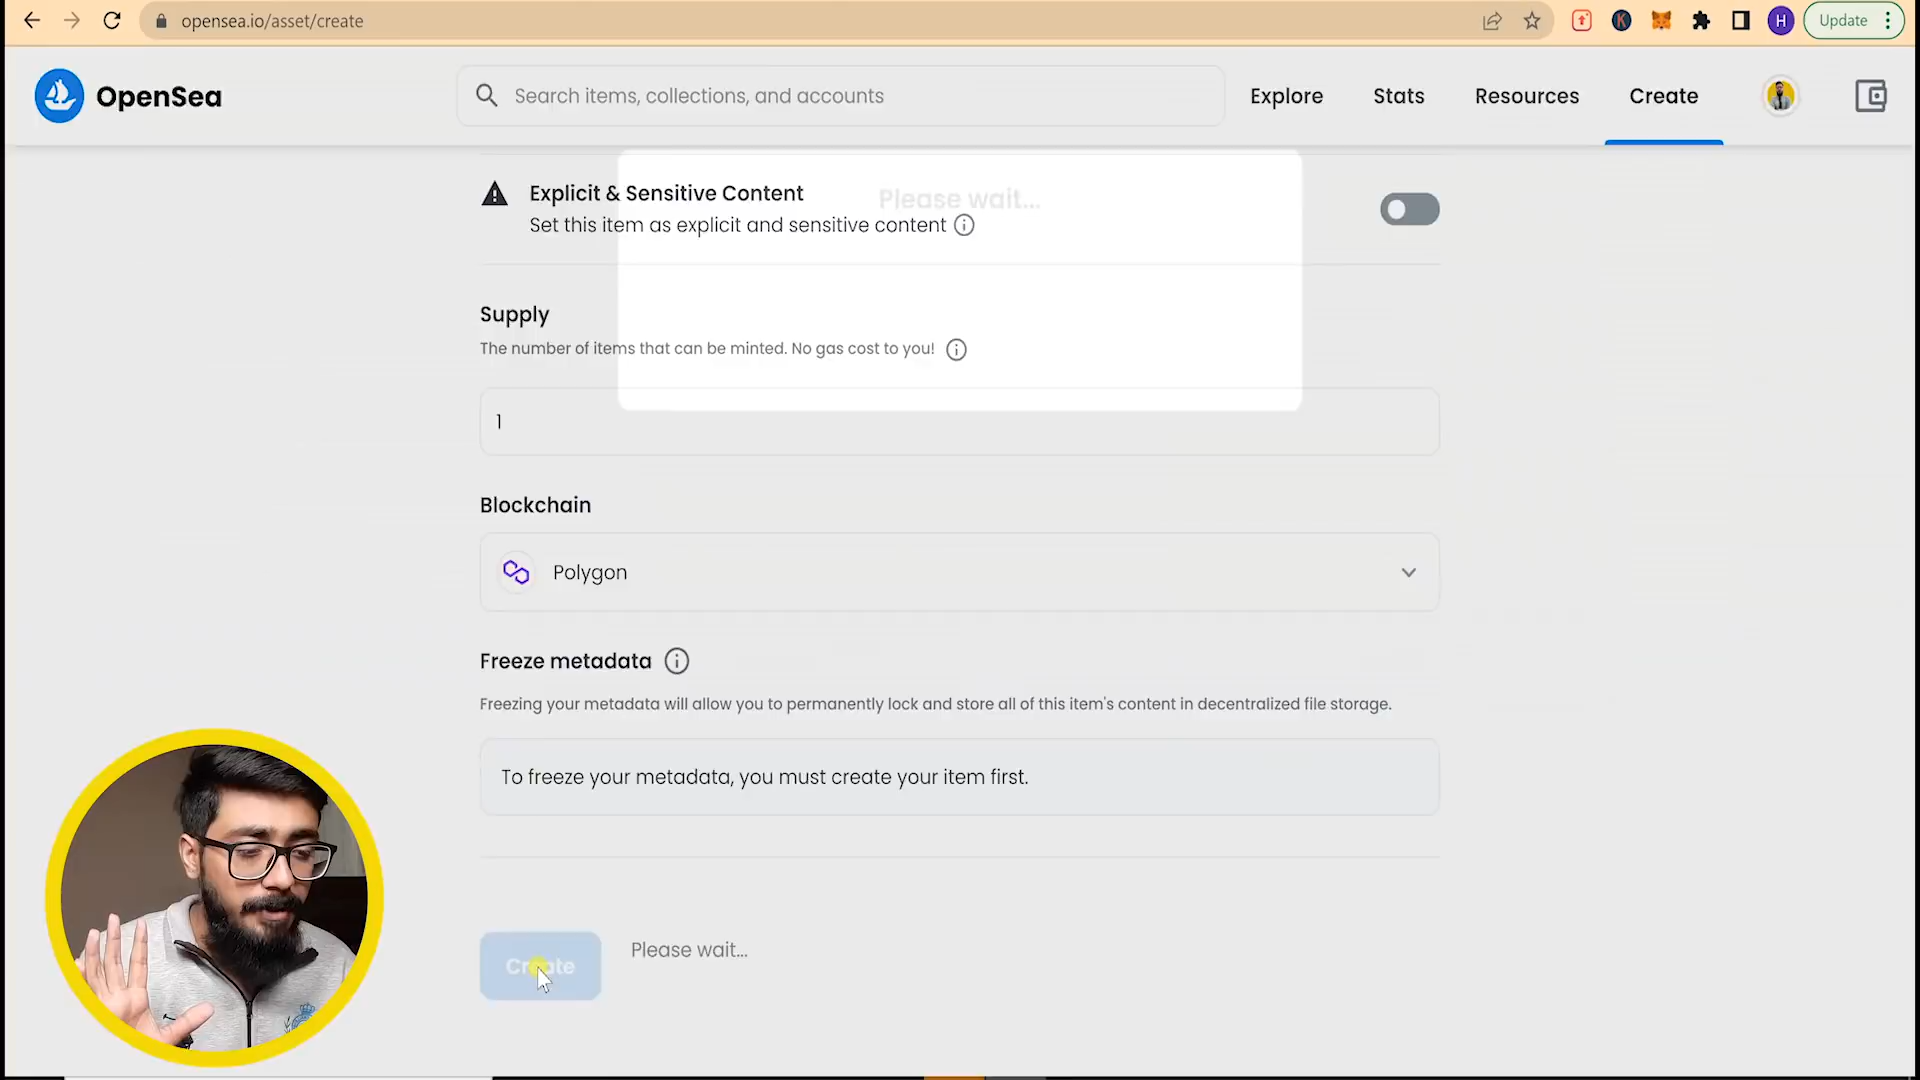 opensea.io/asset/create
K
H
Update
OpenSea
Search items, collections, and accounts
Explore
Stats
Resources
Create
Please wait...
Explicit & Sensitive Content
Set this item as explicit and sensitive content
Supply
The number of items that can be minted. No gas cost to you!
1
Blockchain
Polygon
Freeze metadata
Freezing your metadata will allow you to permanently lock and store all of this item's content in decentralized file storage.
To freeze your metadata, you must create your item first.
Create
Please wait...